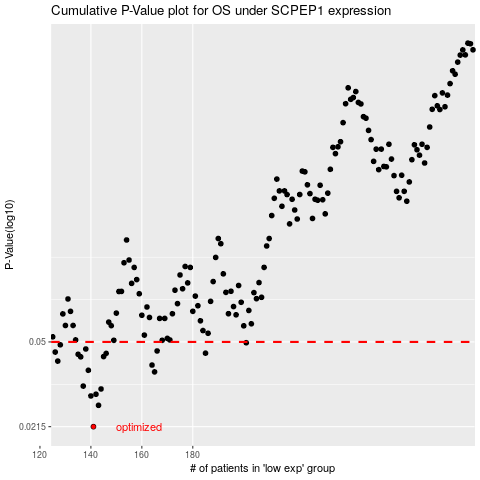 Cumulative P-Value plot for OS under SCPEP1 expression
P-Value(log10)
0.05
0.0215
optimized
120 140 160 180
# of patients in 'low exp' group